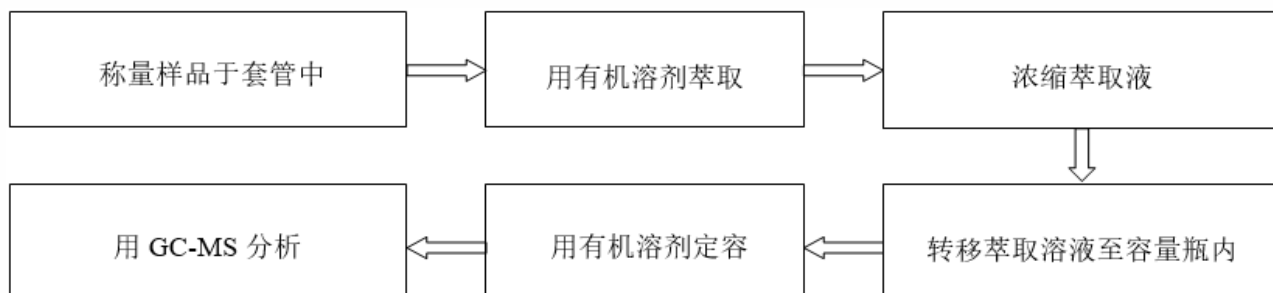 称量样品于套管中
用有机溶剂萃取
浓缩萃取液
转移萃取溶液至容量瓶内
用有机溶剂定容
用 GC-MS 分析